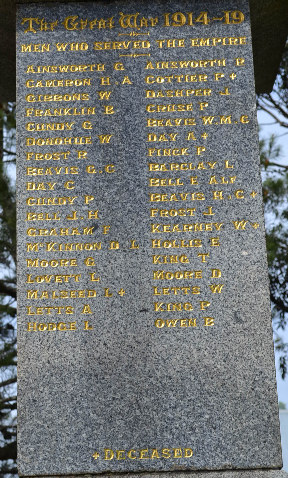 The Great War 1914-19
MEN WHO SERVED THE EMPIRE
AINSWORTH G
CAMERON H A
GIBBONS W
FRANKLIN B
CUNDY G
DONOHUE W
FROST P
BEAVIS G.C
DAY C
CUNDY P
BELL J.H
GRAHAM F
McKINNON D L
MOORE G
LOVETT L
MALSEED L +
LETTS A
HODGE L
AINSWORTH R
COTTIER P +
DASHPER J
CRUSE P
BEAVIS W.M.C
DAY A +
FINCK P
BARCLAY L
BELL E ALF
BEAVIS H.C +
FROST J
KEARNEY W +
HOLLIS E
KING T
MOORE D
LETTS W
KING P
OWEN B
+ DECEASED